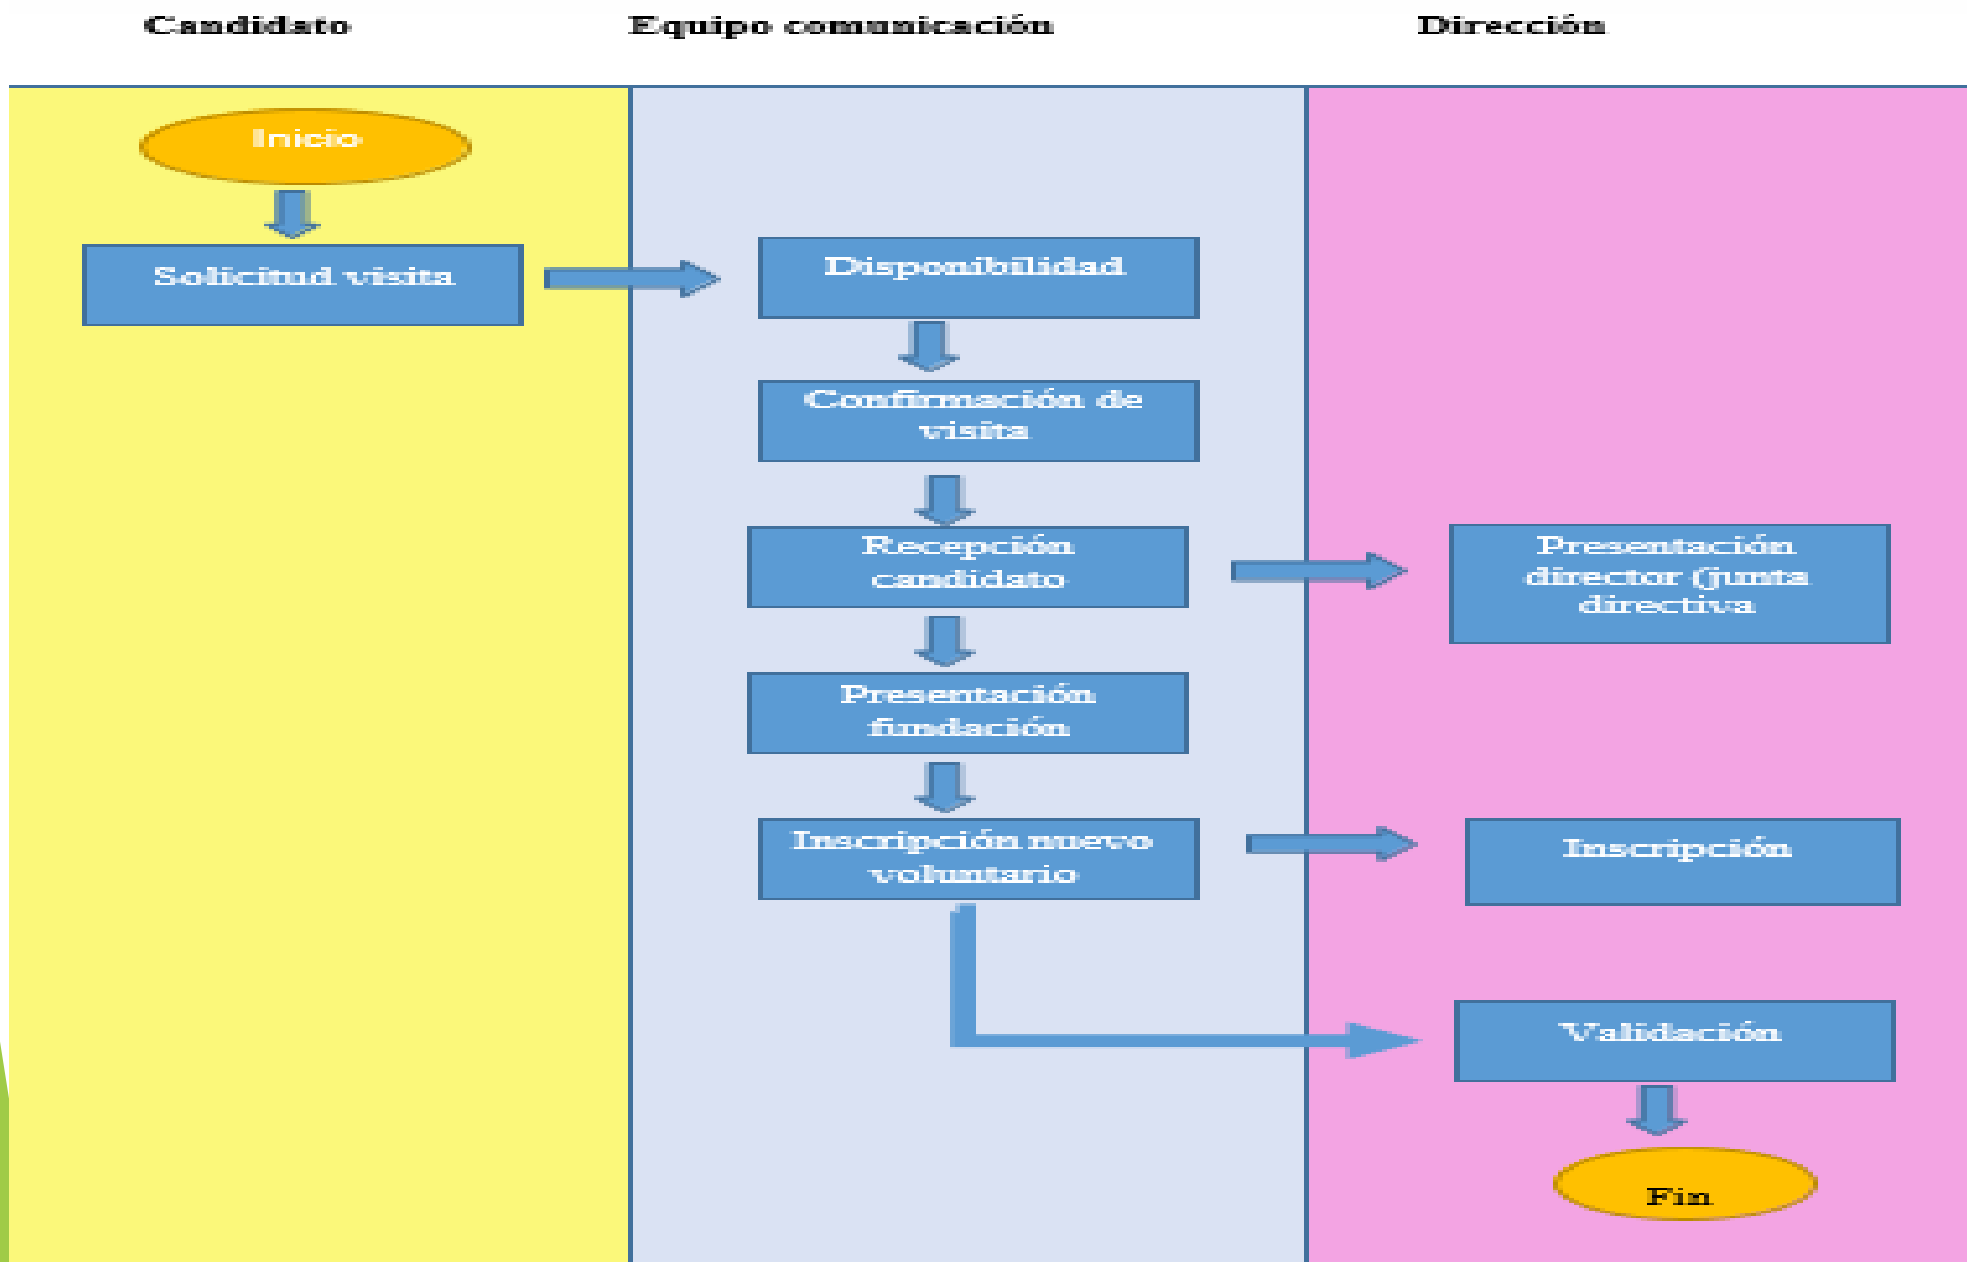 Candidato
Equipo comunicación
Dirección
Inicio
Solicitud visita
Disponibilidad
Confirmación de
visita
Recepción
candidato
Presentación
director (junta
directiva
Presentación
fundación
Inscripción nuevo
voluntario
Inscripción
Validación
Fin